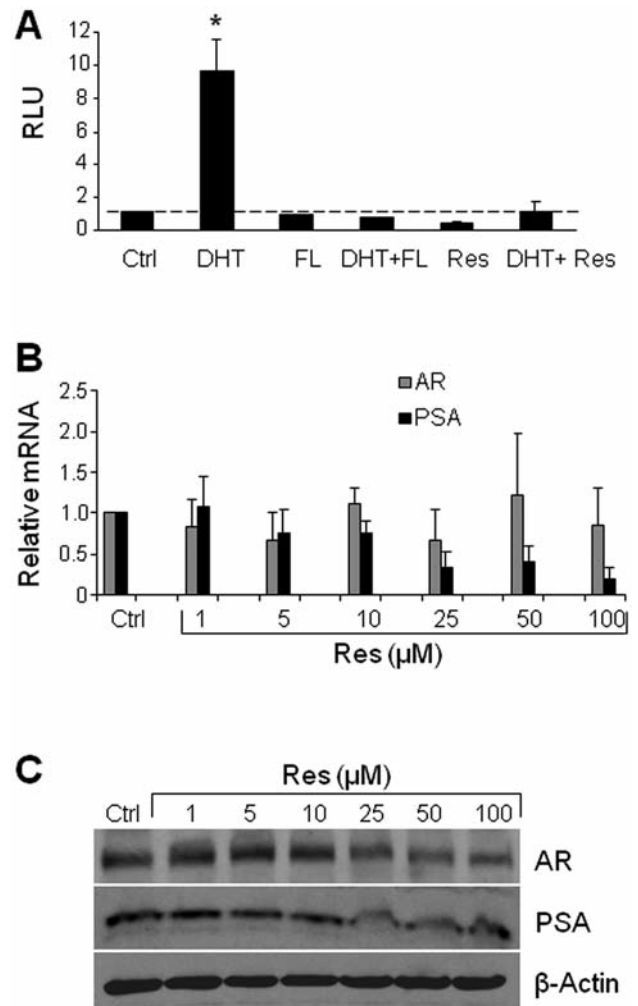 A
*
12
10
8
6
4
2
0
RLU
Ctrl DHT FL DHT+FL Res DHT+ Res
B
AR
PSA
2.5
2.0
1.5
1.0
0.5
0
Relative mRNA
Ctrl 1 5 10 25 50 100
Res (µM)
C
Res (µM)
Ctrl 1 5 10 25 50 100
AR
PSA
β-Actin